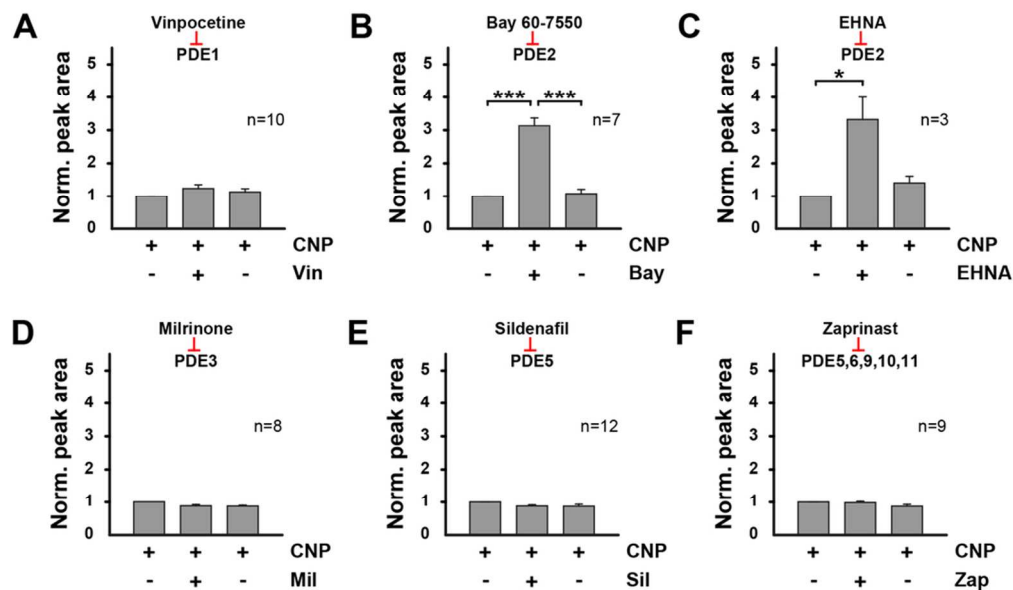 A
Vinpocetine
PDE1
Norm. peak area
5
4
3
2
1
0
n=10
+ + + CNP
- + - Vin
B
Bay 60-7550
PDE2
Norm. peak area
5
4
3
2
1
0
*** ***
n=7
+ + + CNP
- + - Bay
C
EHNA
PDE2
Norm. peak area
5
4
3
2
1
0
*
n=3
+ + + CNP
- + - EHNA
D
Milrinone
PDE3
Norm. peak area
5
4
3
2
1
0
n=8
+ + + CNP
- + - Mil
E
Sildenafil
PDE5
Norm. peak area
5
4
3
2
1
0
n=12
+ + + CNP
- + - Sil
F
Zaprinast
PDE5,6,9,10,11
Norm. peak area
5
4
3
2
1
0
n=9
+ + + CNP
- + - Zap